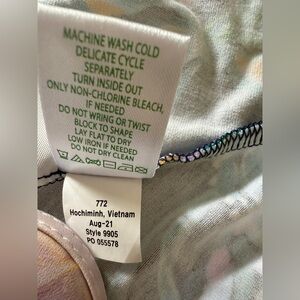 MACHINE WASH COLD
DELICATE CYCLE
SEPARATELY
TURN INSIDE OUT
ONLY NON-CHLORINE BLEACH,
IF NEEDED
DO NOT WRING OR TWIST
BLOCK TO SHAPE
LAY FLAT TO DRY
LOW IRON IF NEEDED
DO NOT DRY CLEAN
772
Hochiminh, Vietnam
Aug-21
Style 9905
PO 055578